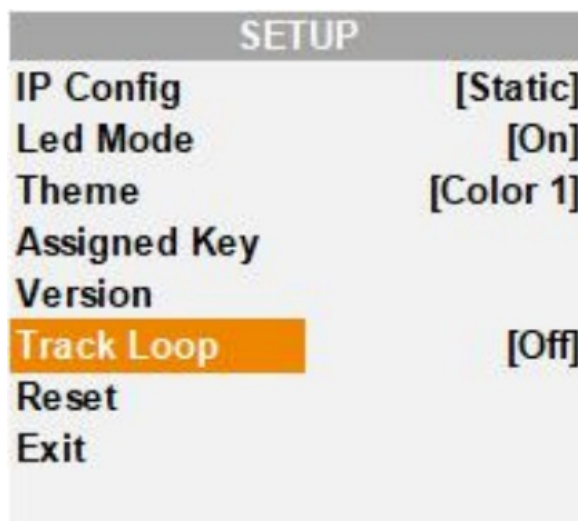 SETUP
IP Config [Static]
Led Mode [On]
Theme [Color 1]
Assigned Key
Version
Track Loop [Off]
Reset
Exit